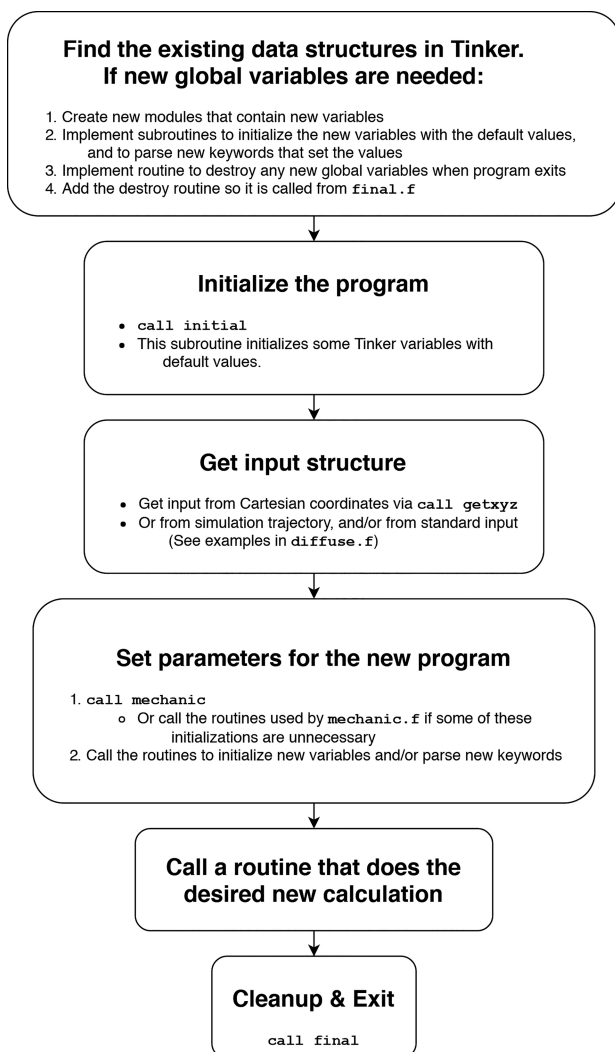 Find the existing data structures in Tinker.
If new global variables are needed:
1. Create new modules that contain new variables
2. Implement subroutines to initialize the new variables with the default values,
and to parse new keywords that set the values
3. Implement routine to destroy any new global variables when program exits
4. Add the destroy routine so it is called from final.f
Initialize the program
• call initial
• This subroutine initializes some Tinker variables with
default values.
Get input structure
• Get input from Cartesian coordinates via call getxyz
• Or from simulation trajectory, and/or from standard input
(See examples in diffuse.f)
Set parameters for the new program
1. call mechanic
○ Or call the routines used by mechanic.f if some of these
initializations are unnecessary
2. Call the routines to initialize new variables and/or parse new keywords
Call a routine that does the
desired new calculation
Cleanup & Exit
call final